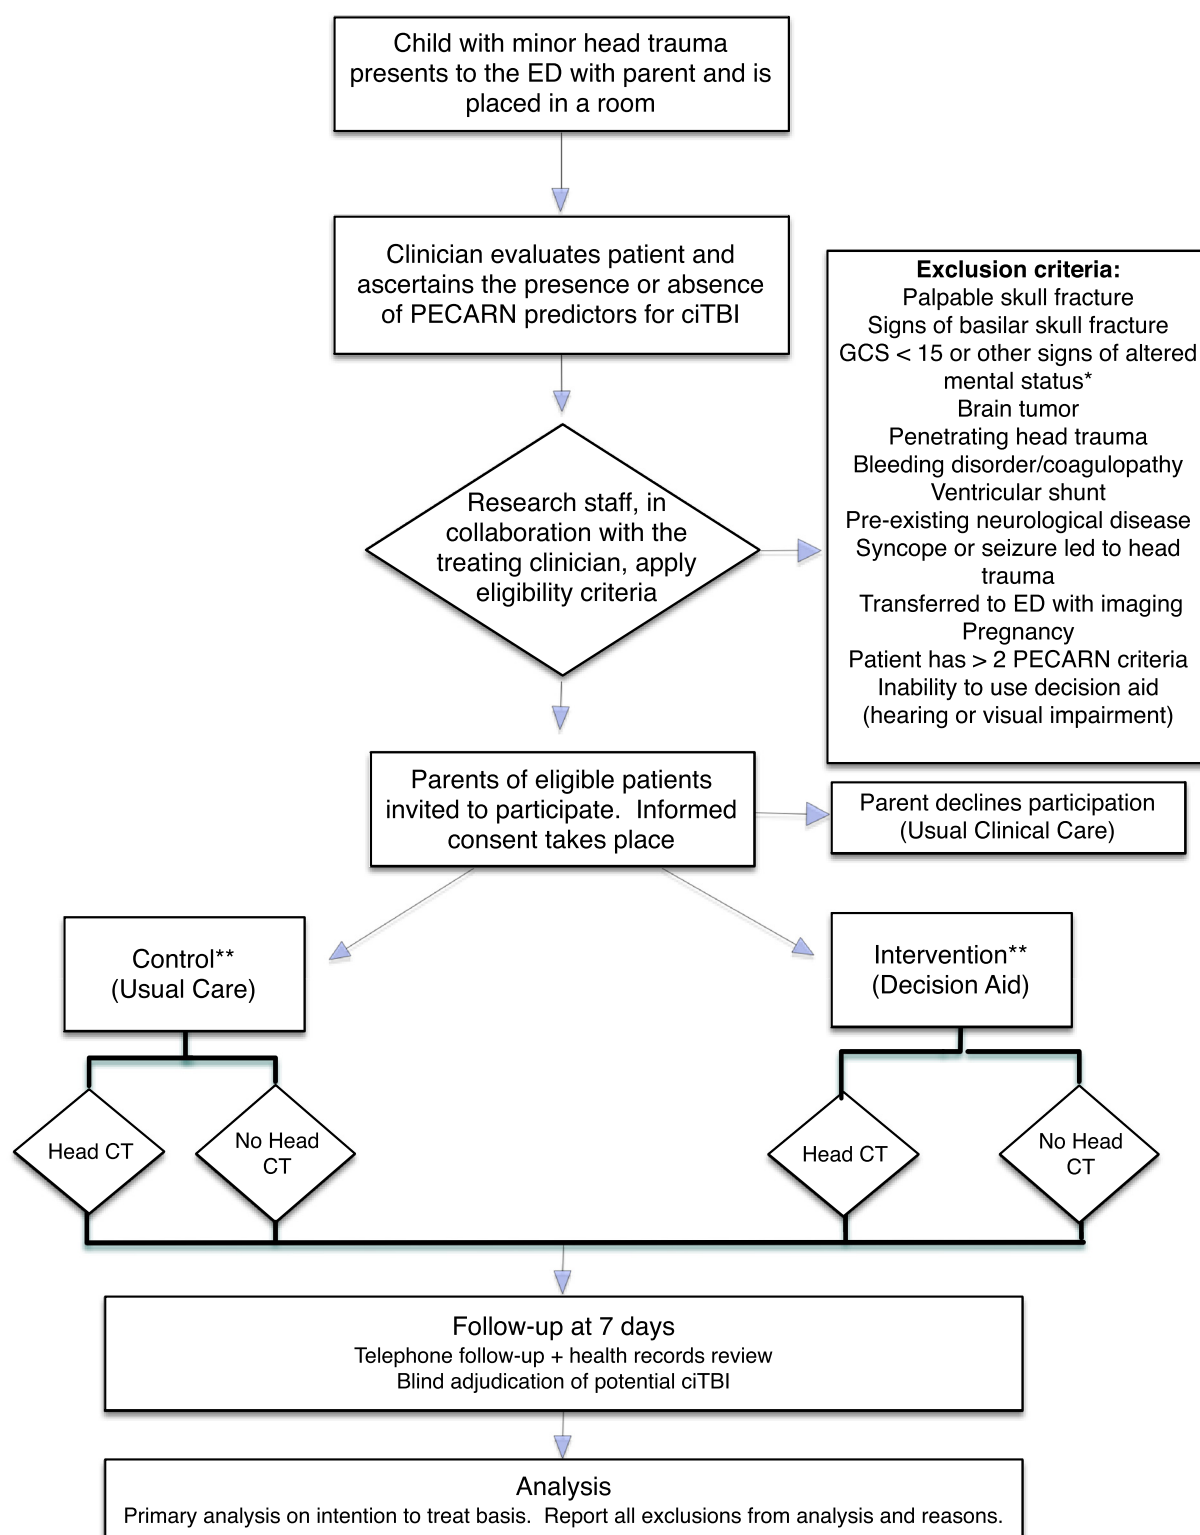 Child with minor head trauma
presents to the ED with parent and is
placed in a room
Clinician evaluates patient and
ascertains the presence or absence
of PECARN predictors for ciTBI
Exclusion criteria:
Palpable skull fracture
Signs of basilar skull fracture
GCS < 15 or other signs of altered
mental status*
Brain tumor
Penetrating head trauma
Bleeding disorder/coagulopathy
Ventricular shunt
Pre-existing neurological disease
Syncope or seizure led to head
trauma
Transferred to ED with imaging
Pregnancy
Patient has > 2 PECARN criteria
Inability to use decision aid
(hearing or visual impairment)
Research staff, in
collaboration with the
treating clinician, apply
eligibility criteria
Parents of eligible patients
invited to participate.  Informed
consent takes place
Parent declines participation
(Usual Clinical Care)
Control**
(Usual Care)
Intervention**
(Decision Aid)
Head CT
No Head
CT
Head CT
No Head
CT
Follow-up at 7 days
Telephone follow-up + health records review
Blind adjudication of potential ciTBI
Analysis
Primary analysis on intention to treat basis.  Report all exclusions from analysis and reasons.